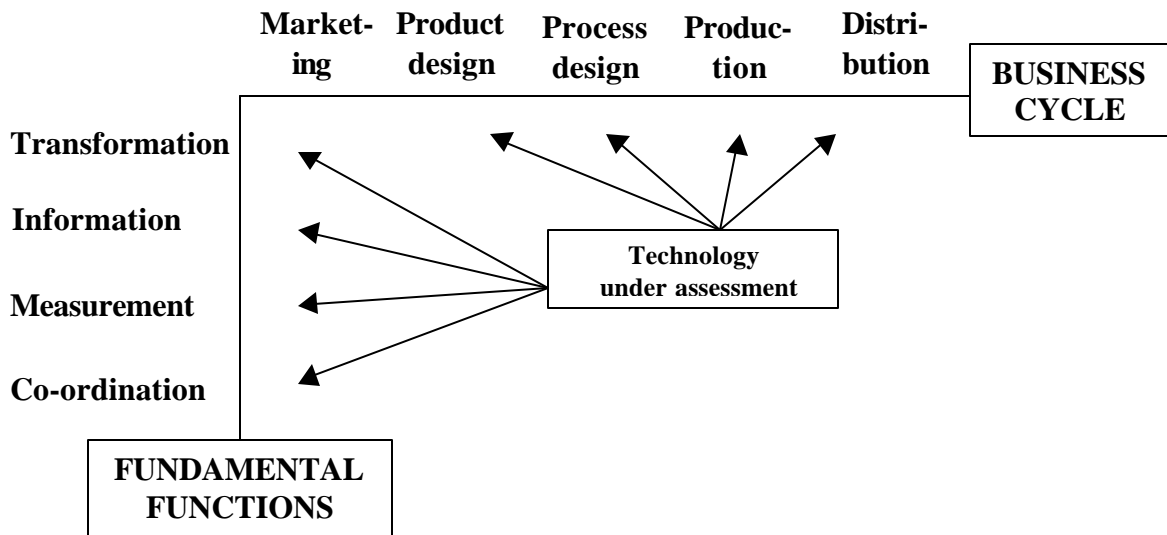 Market-
ing
Product
design
Process
design
Produc-
tion
Distri-
bution
BUSINESS
CYCLE
Transformation
Information
Measurement
Co-ordination
Technology
under assessment
FUNDAMENTAL
FUNCTIONS